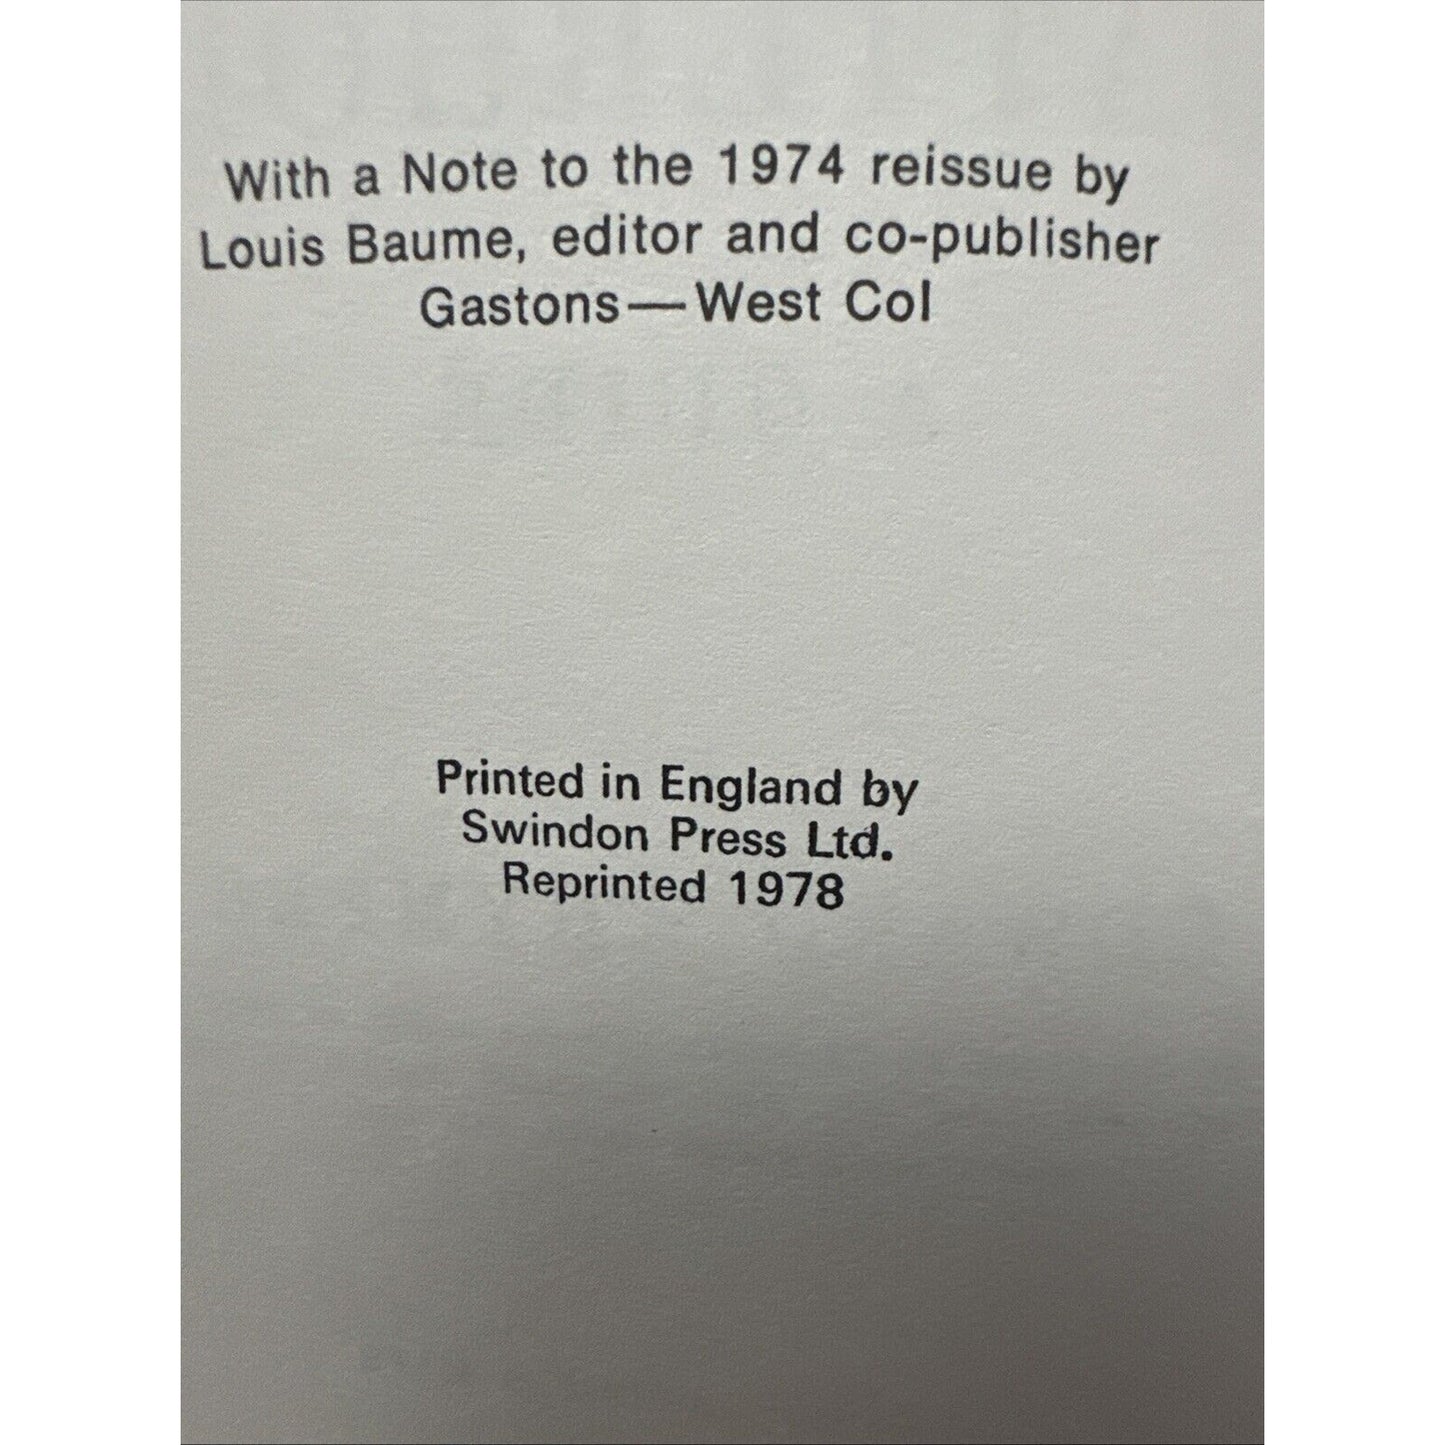 With a Note to the 1974 reissue by
Louis Baume, editor and co-publisher
Gastons—West Col
Printed in England by
Swindon Press Ltd.
Reprinted 1978